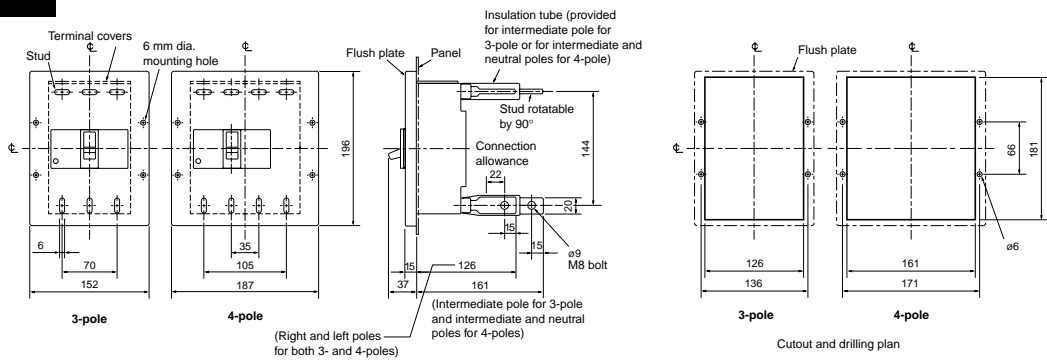 Insulation tube (provided
for intermediate pole for
3-pole or for intermediate and
neutral poles for 4-pole)
Terminal covers
6 mm dia.
mounting hole
Stud
Flush plate
Panel
Flush plate
Stud rotatable
by 90°
Connection
allowance
196
144
22
20
66
181
6
35
15
15
ø9
M8 bolt
ø6
70
105
15
126
126
161
152
187
37
161
136
171
3-pole
4-pole
(Intermediate pole for 3-pole
and intermediate and neutral
poles for 4-poles)
(Right and left poles
for both 3- and 4-poles)
3-pole
4-pole
Cutout and drilling plan